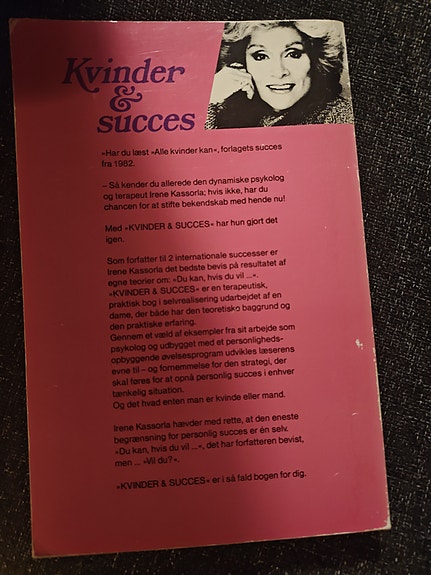 Kvinder
&
succes
»Har du læst »Alle kvinder kan«, forlagets succes
fra 1982.
– Så kender du allerede den dynamiske psykolog
og terapeut Irene Kassorla; hvis ikke, har du
chancen for at stifte bekendskab med hende nu!
Med »KVINDER & SUCCES« har hun gjort det
igen.
Som forfatter til 2 internationale succeser er
Irene Kassorla det bedste bevis på resultatet af
egne teorier om: »Du kan, hvis du vil ...«.
»KVINDER & SUCCES« er en terapeutisk,
praktisk bog i selvrealisering udarbejdet af en
dame, der både har den teoretiske baggrund og
den praktiske erfaring.
Gennem et væld af eksempler fra sit arbejde som
psykolog og udbygget med et personligheds-
opbyggende øvelsesprogram udvikles læserens
evne til – og fornemmelse for den strategi, der
skal føres for at opnå personlig succes i enhver
tænkelig situation.
Og det hvad enten man er kvinde eller mand.
Irene Kassorla hævder med rette, at den eneste
begrænsning for personlig succes er én selv.
»Du kan, hvis du vil ...«, det har forfatteren bevist,
men ... »Vil du?«.
»KVINDER & SUCCES« er i så fald bogen for dig.